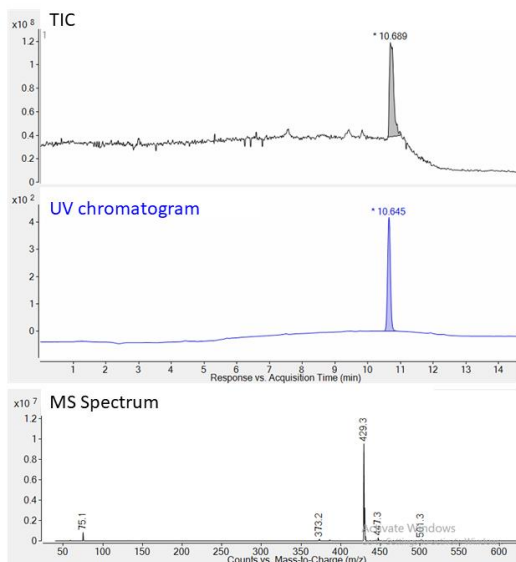 TIC
x10 8
1
* 10.689
1.2
1
0.8
0.6
0.4
0.2
0
UV chromatogram
x10 2
* 10.645
4
3
2
1
0
1 2 3 4 5 6 7 8 9 10 11 12 13 14
Response vs. Acquisition Time (min)
MS Spectrum
x10 7
1.2
1
0.8
0.6
0.4
0.2
0
75.1
373.2
429.3
447.3
Activate Windows
50 100 150 200 250 300 350 400 450 500 550 600
Counts vs. Mass-to-Charge (m/z)